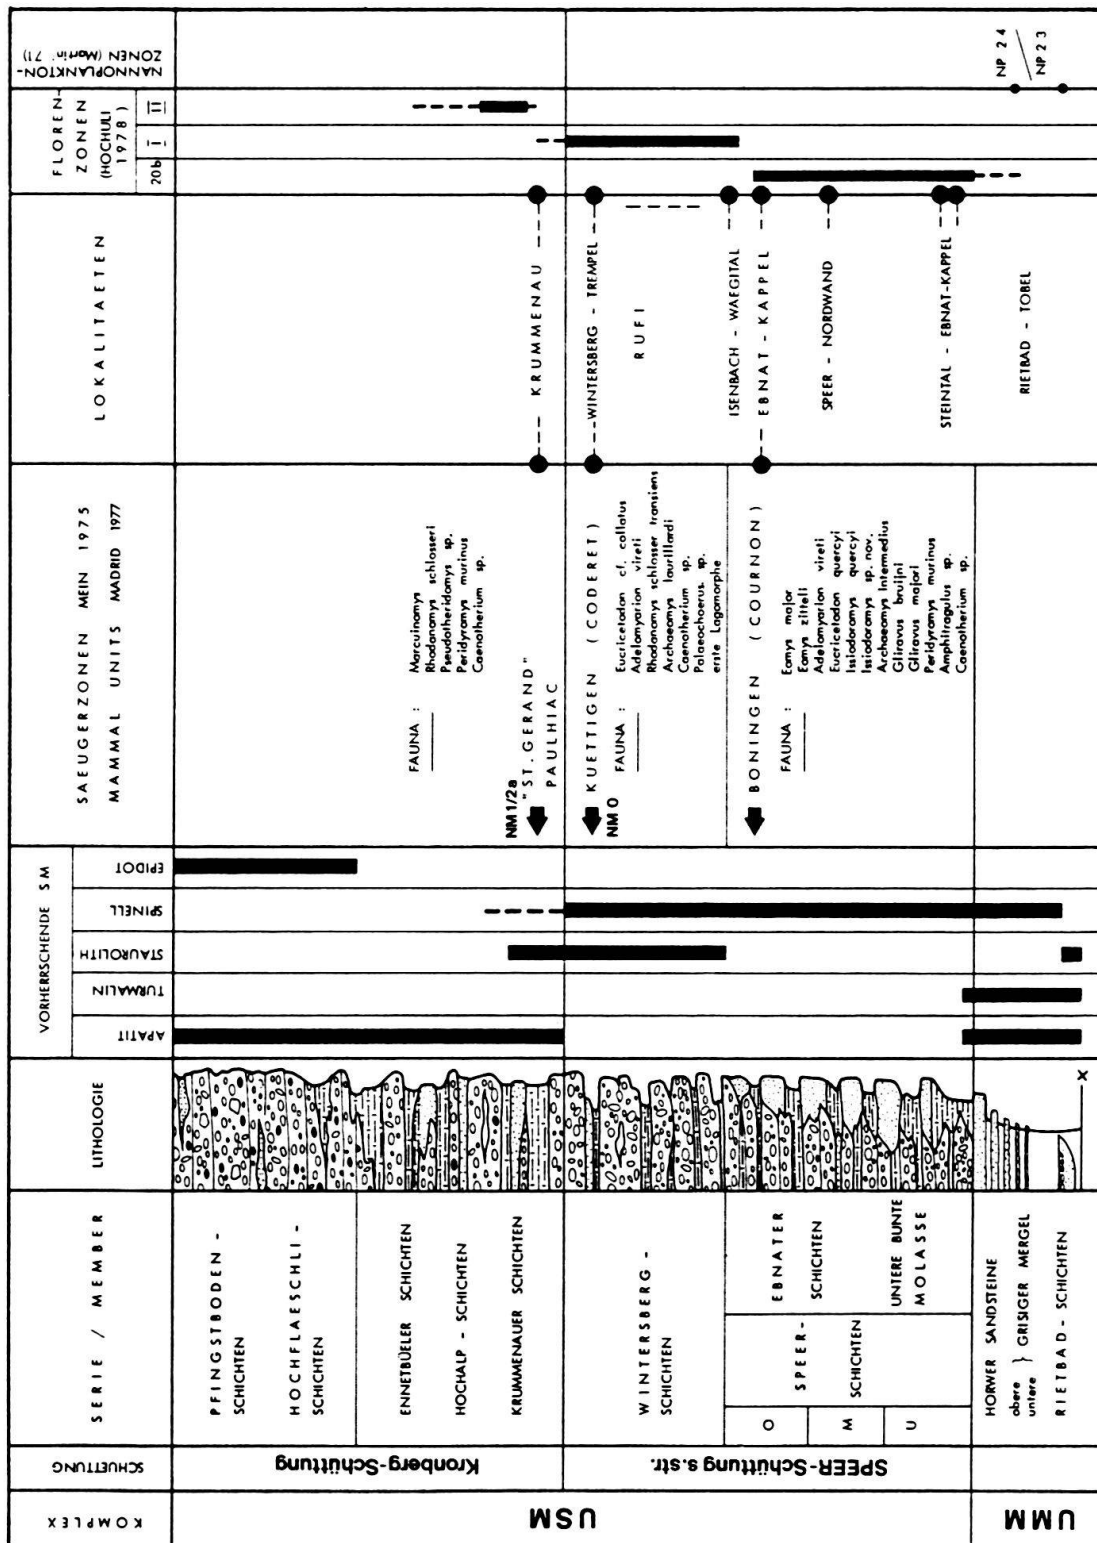 KOMPLEX
SCHUETTUNG
SERIE / MEMBER
LITHOLOGIE
VORHERRSCHENDE SM
APATIT
TURMALIN
STAUROLITH
SPINELL
EPIDOT
SAEUGERZONEN MEIN 1975
MAMMAL UNITS MADRID 1977
LOKALITAETEN
FLOREN-
ZONEN
(HOCHULI
1978)
20b
I
II
NANNOPLANKTON-
ZONEN (Martini '71)
USM
UMM
Kronberg-Schüttung
SPEER-Schüttung s.str.
PFINGSTBODEN -
SCHICHTEN
HOCHFLAESCHLI -
SCHICHTEN
ENNETBÜELER SCHICHTEN
HOCHALP - SCHICHTEN
KRUMMENAUER SCHICHTEN
WINTERSBERG -
SCHICHTEN
O
M
U
SPEER-
SCHICHTEN
EBNATER
SCHICHTEN
UNTERE BUNTE
MOLASSE
HORWER SANDSTEINE
obere
untere } GRISIGER MERGEL
RIETBAD - SCHICHTEN
x
FAUNA :
Marcuinomys
Rhodanomys schlosseri
Pseudotheridomys sp.
Peridyromys murinus
Caenotherium sp.
NM 1/2a
"ST. GERAND"
PAULHIAC
KUETTIGEN (CODERET)
NM 0
FAUNA :
Eucricetodon cf. collatus
Adelomyarion vireti
Rhodanomys schlosser transiens
Archaeomys laurillardi
Caenotherium sp.
Palaeochoerus. sp.
erste Lagomorphe
BONINGEN (COURNON)
FAUNA :
Eomys major
Eomys zitteli
Adelomyarion vireti
Eucricetodon quercyi
Issiodoromys quercyi
Issiodoromys sp. nov.
Archaeomys Intermedius
Gliravus bruijni
Gliravus majori
Peridyromys murinus
Amphitragulus sp.
Caenotherium sp.
KRUMMENAU
WINTERSBERG - TREMPEL
RUFI
ISENBACH - WAEGITAL
EBNAT - KAPPEL
SPEER - NORDWAND
STEINTAL - EBNAT-KAPPEL
RIETBAD - TOBEL
NP 24
/
NP 23